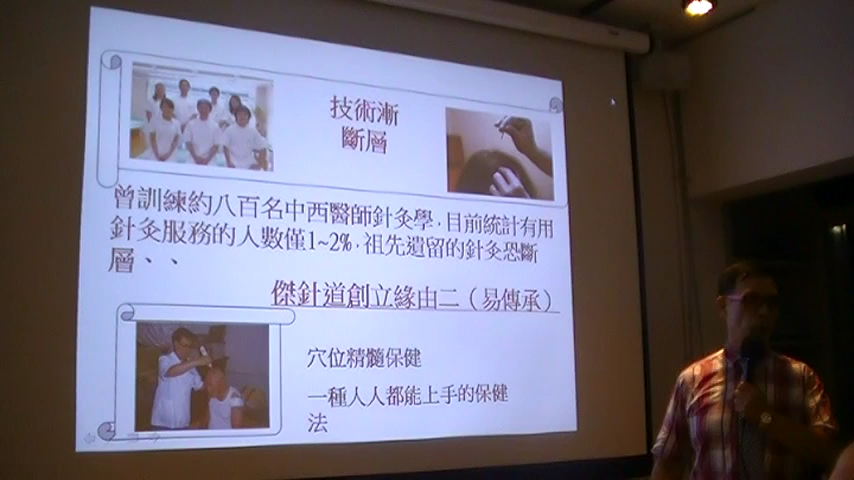 技術漸
斷層
曾訓練約八百名中西醫師針灸學,目前統計有用
針灸服務的人數僅1~2%,祖先遺留的針灸恐斷
層、、
傑針道創立緣由二（易傳承）
穴位精髓保健
一種人人都能上手的保健
法